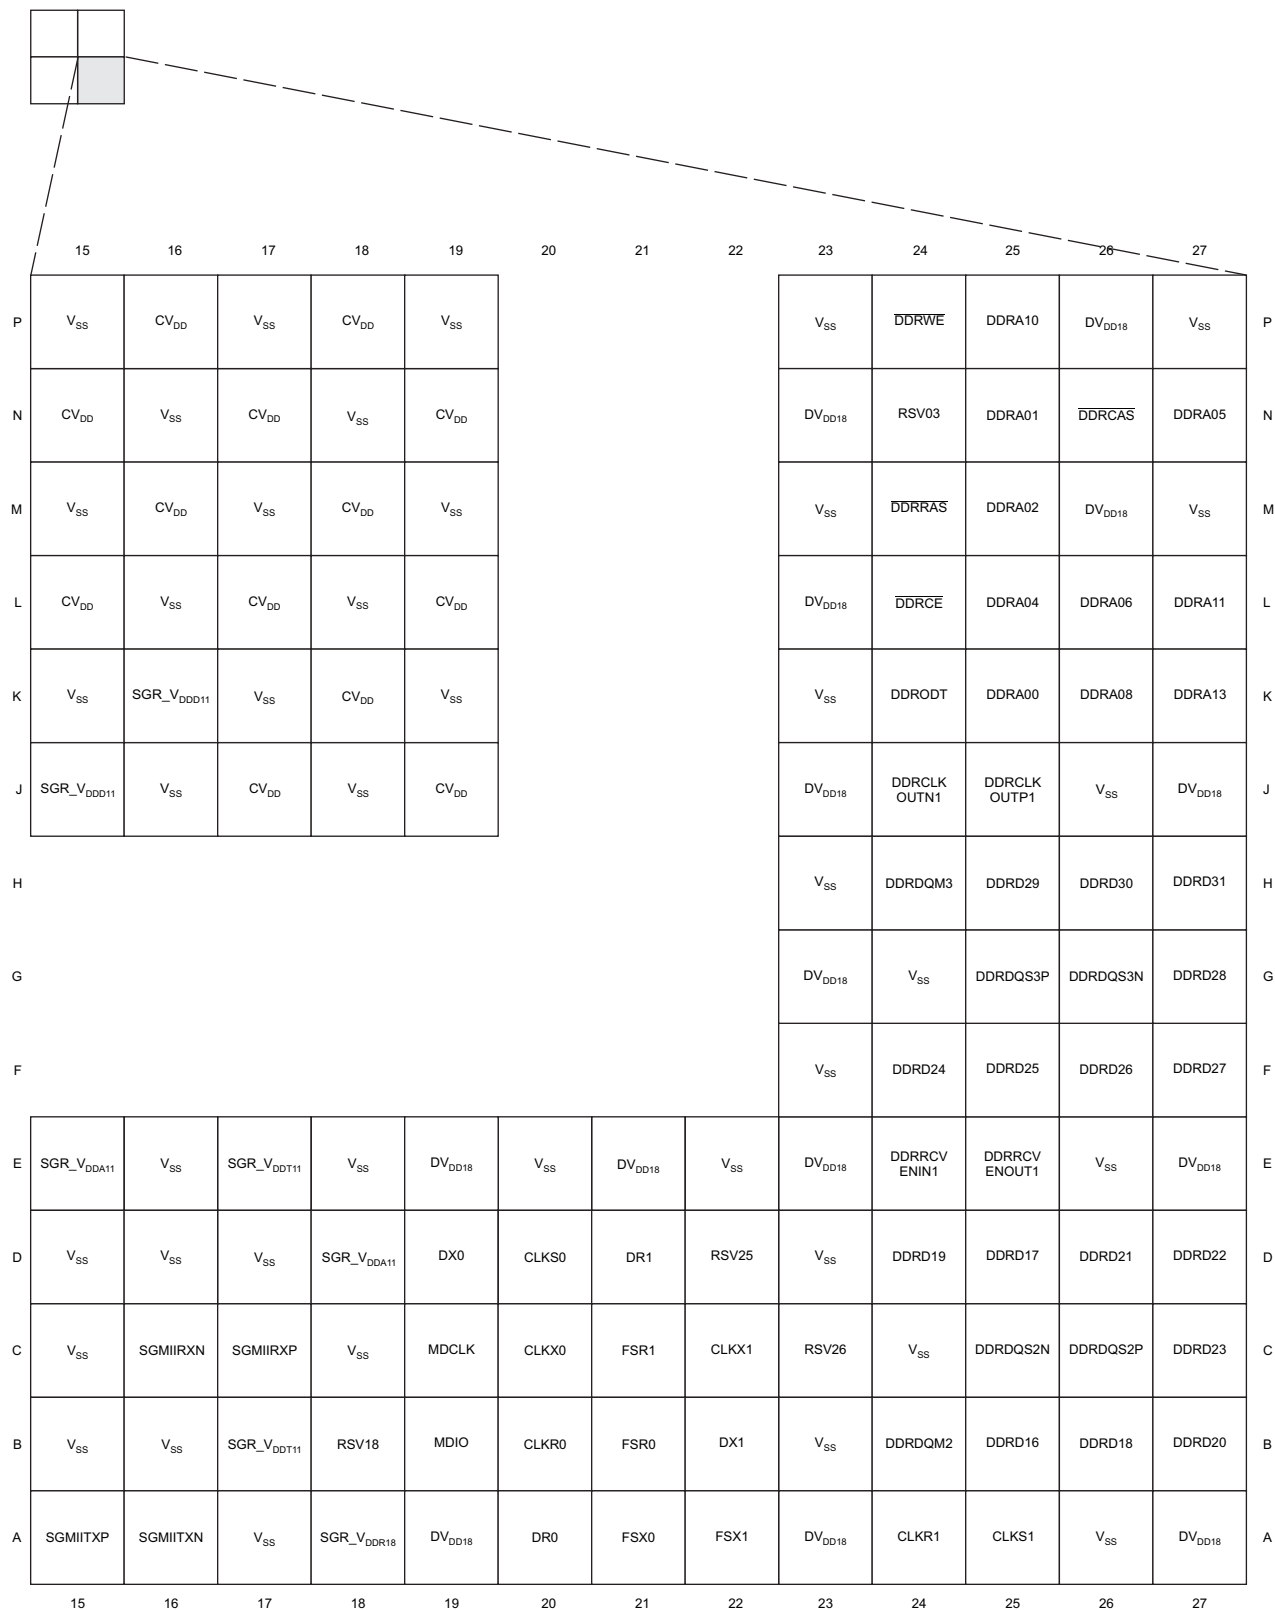 15 16 17 18 19 20 21 22 23 24 25 26 27
P VSS CVDD VSS CVDD VSS VSS DDRWE DDRA10 DVDD18 VSS P
N CVDD VSS CVDD VSS CVDD DVDD18 RSV03 DDRA01 DDRCAS DDRA05 N
M VSS CVDD VSS CVDD VSS VSS DDRRAS DDRA02 DVDD18 VSS M
L CVDD VSS CVDD VSS CVDD DVDD18 DDRCE DDRA04 DDRA06 DDRA11 L
K VSS SGR_VDDD11 VSS CVDD VSS VSS DDRODT DDRA00 DDRA08 DDRA13 K
J SGR_VDDD11 VSS CVDD VSS CVDD DVDD18 DDRCLK OUTN1 DDRCLK OUTP1 VSS DVDD18 J
H VSS DDRDQM3 DDRD29 DDRD30 DDRD31 H
G DVDD18 VSS DDRDQS3P DDRDQS3N DDRD28 G
F VSS DDRD24 DDRD25 DDRD26 DDRD27 F
E SGR_VDDA11 VSS SGR_VDDT11 VSS DVDD18 VSS DVDD18 VSS DVDD18 DDRRCV ENIN1 DDRRCV ENOUT1 VSS DVDD18 E
D VSS VSS VSS SGR_VDDA11 DX0 CLKS0 DR1 RSV25 VSS DDRD19 DDRD17 DDRD21 DDRD22 D
C VSS SGMIIRXN SGMIIRXP VSS MDCLK CLKX0 FSR1 CLKX1 RSV26 VSS DDRDQS2N DDRDQS2P DDRD23 C
B VSS VSS SGR_VDDT11 RSV18 MDIO CLKR0 FSR0 DX1 VSS DDRDQM2 DDRD16 DDRD18 DDRD20 B
A SGMIITXP SGMIITXN VSS SGR_VDDR18 DVDD18 DR0 FSX0 FSX1 DVDD18 CLKR1 CLKS1 VSS DVDD18 A
15 16 17 18 19 20 21 22 23 24 25 26 27